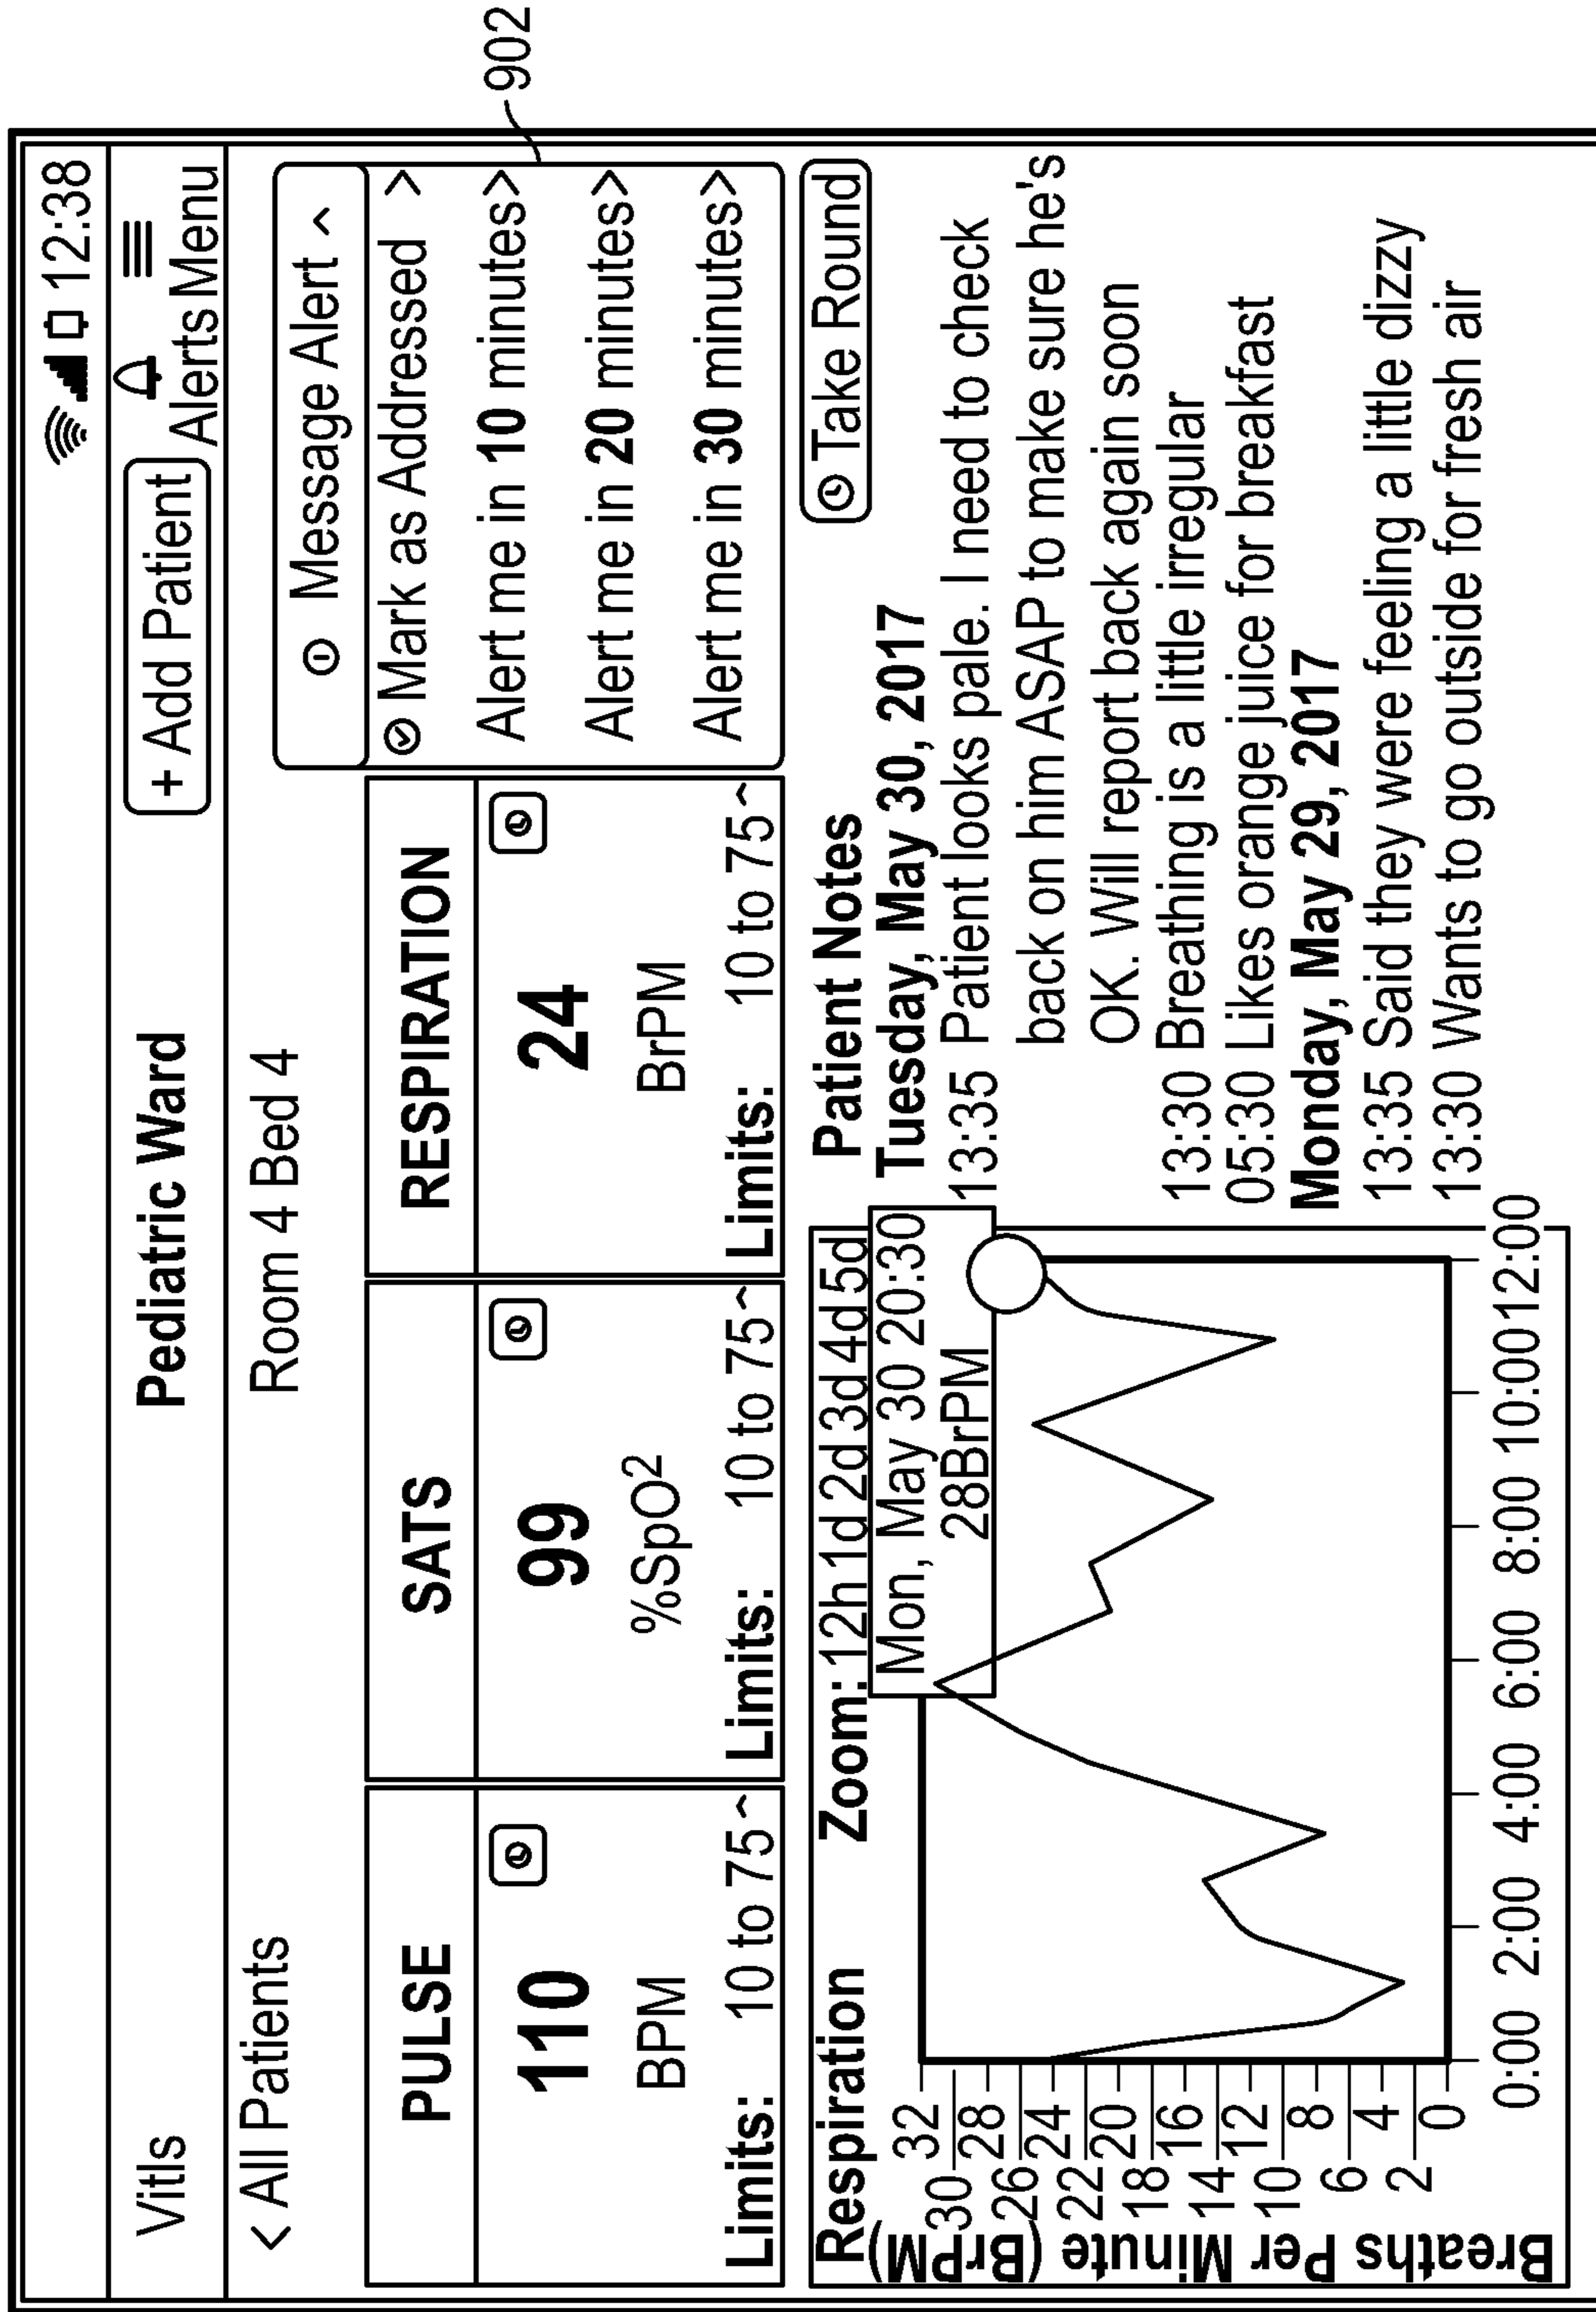 12:38
Vitls
Pediatric Ward
+ Add Patient
Alerts Menu
< All Patients
Room 4 Bed 4
Message Alert ^
Mark as Addressed >
Alert me in 10 minutes>
Alert me in 20 minutes>
Alert me in 30 minutes>
902
PULSE
110
BPM
Limits: 10 to 75^
SATS
99
%SpO2
Limits: 10 to 75^
RESPIRATION
24
BrPM
Limits: 10 to 75^
Respiration
Zoom: 12h 1d 2d 3d 4d 5d
Mon, May 30 20:30
28BrPM
Breaths Per Minute (BrPM)
32
30
28
26
24
22
20
18
16
14
12
10
8
6
4
2
0
0:00 2:00 4:00 6:00 8:00 10:00 12:00
Patient Notes
Take Round
Tuesday, May 30, 2017
13:35 Patient looks pale. I need to check
back on him ASAP to make sure he's
OK. Will report back again soon
13:30 Breathing is a little irregular
05:30 Likes orange juice for breakfast
Monday, May 29, 2017
13:35 Said they were feeling a little dizzy
13:30 Wants to go outside for fresh air